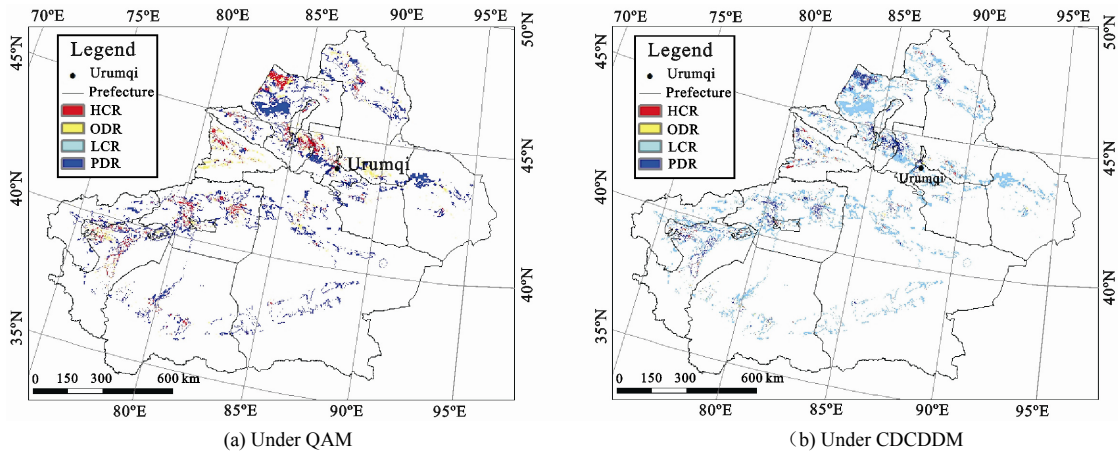 70°E 75°E 80°E 85°E 90°E 95°E
50°N
45°N
40°N
35°N
45°N
40°N
Legend
Urumqi
Prefecture
HCR
ODR
LCR
PDR
Urumqi
0 150 300 600 km
80°E 85°E 90°E 95°E
(a) Under QAM
70°E 75°E 80°E 85°E 90°E 95°E
50°N
45°N
40°N
35°N
45°N
40°N
Legend
Urumqi
Prefecture
HCR
ODR
LCR
PDR
Urumqi
0 150 300 600 km
80°E 85°E 90°E 95°E
(b) Under CDCDDM